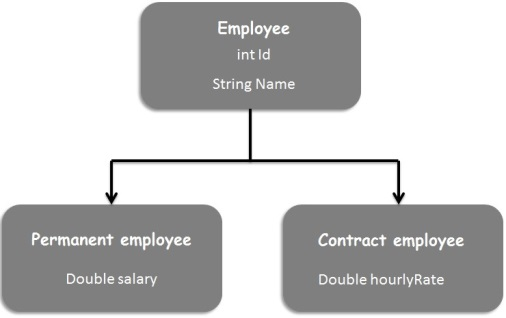 Employee
int Id
String Name
Permanent employee
Double salary
Contract employee
Double hourlyRate